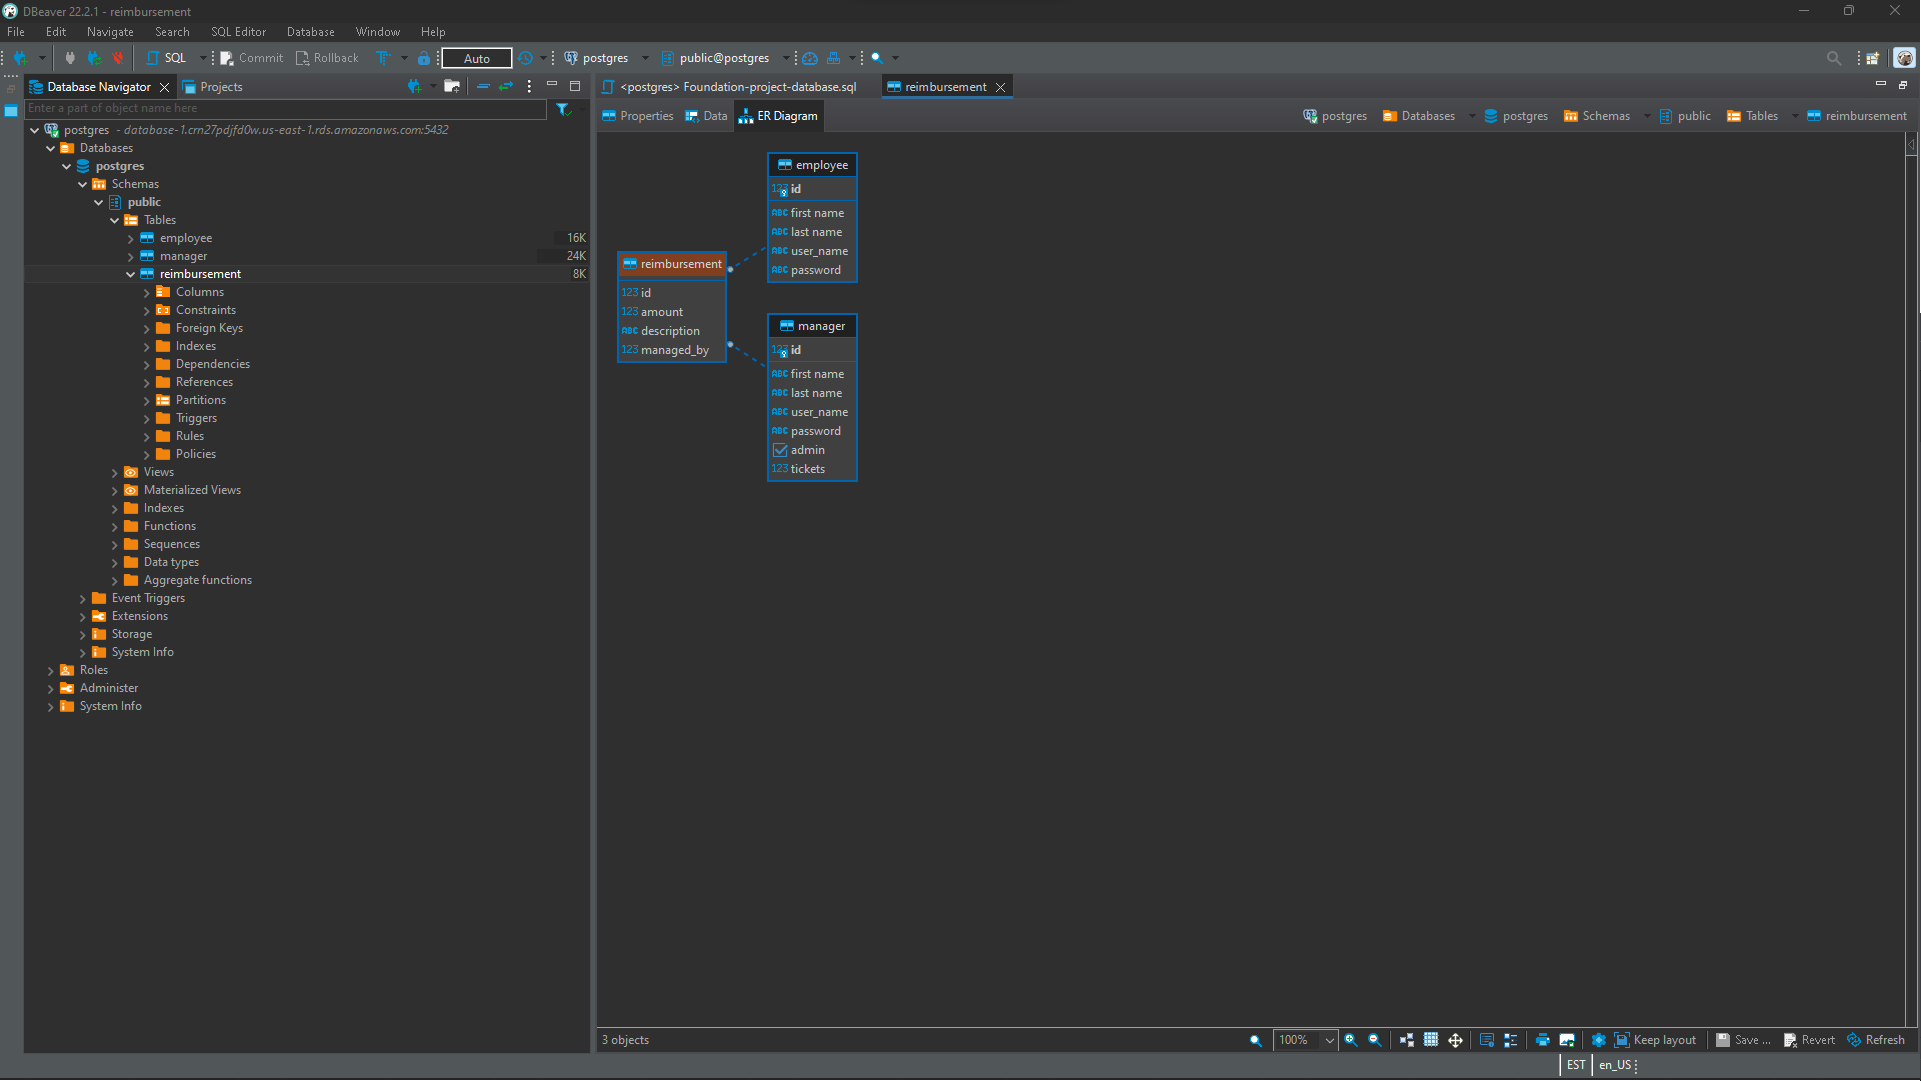 DBeaver 22.2.1 - reimbursement
File Edit Navigate Search SQL Editor Database Window Help
SQL Commit Rollback Auto postgres public@postgres
Database Navigator Projects
Enter a part of object name here
postgres - database-1.crn27pdjfd0w.us-east-1.rds.amazonaws.com:5432
Databases
postgres
Schemas
public
Tables
employee 16K
manager 24K
reimbursement 8K
Columns
Constraints
Foreign Keys
Indexes
Dependencies
References
Partitions
Triggers
Rules
Policies
Views
Materialized Views
Indexes
Functions
Sequences
Data types
Aggregate functions
Event Triggers
Extensions
Storage
System Info
Roles
Administer
System Info
<postgres> Foundation-project-database.sql reimbursement
Properties Data ER Diagram postgres Databases postgres Schemas public Tables reimbursement
employee
123 id
ABC first name
ABC last name
ABC user_name
ABC password
reimbursement
123 id
123 amount
ABC description
123 managed_by
manager
123 id
ABC first name
ABC last name
ABC user_name
ABC password
admin
123 tickets
3 objects 100% Keep layout Save ... Revert Refresh
EST en_US